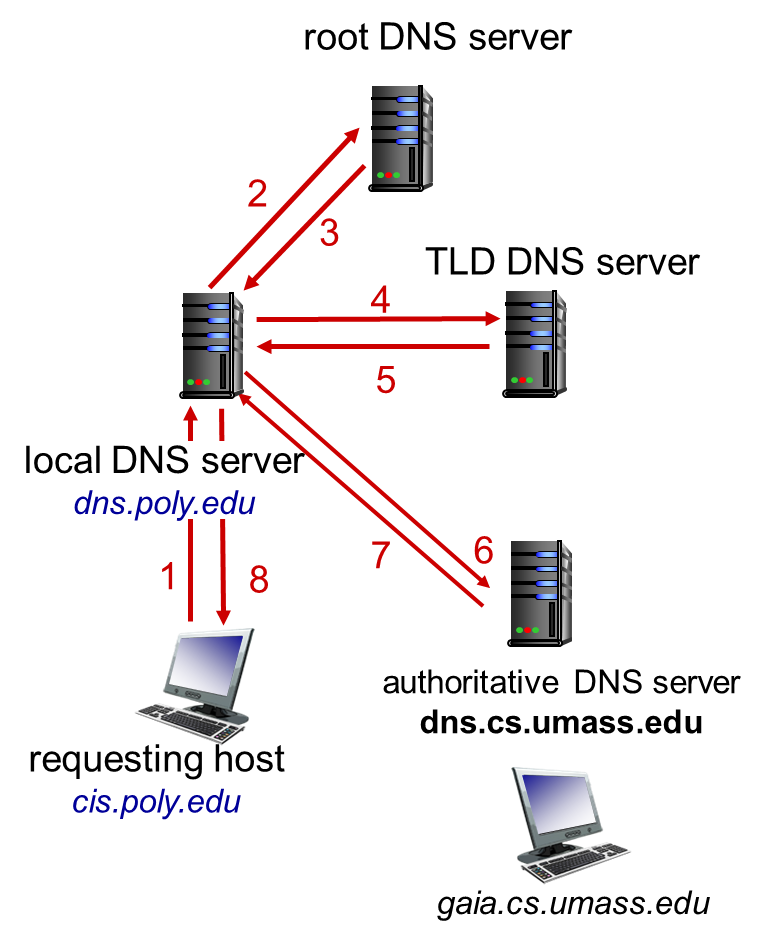 root DNS server
2
3
TLD DNS server
4
5
local DNS server
dns.poly.edu
1
8
7
6
authoritative DNS server
dns.cs.umass.edu
requesting host
cis.poly.edu
gaia.cs.umass.edu